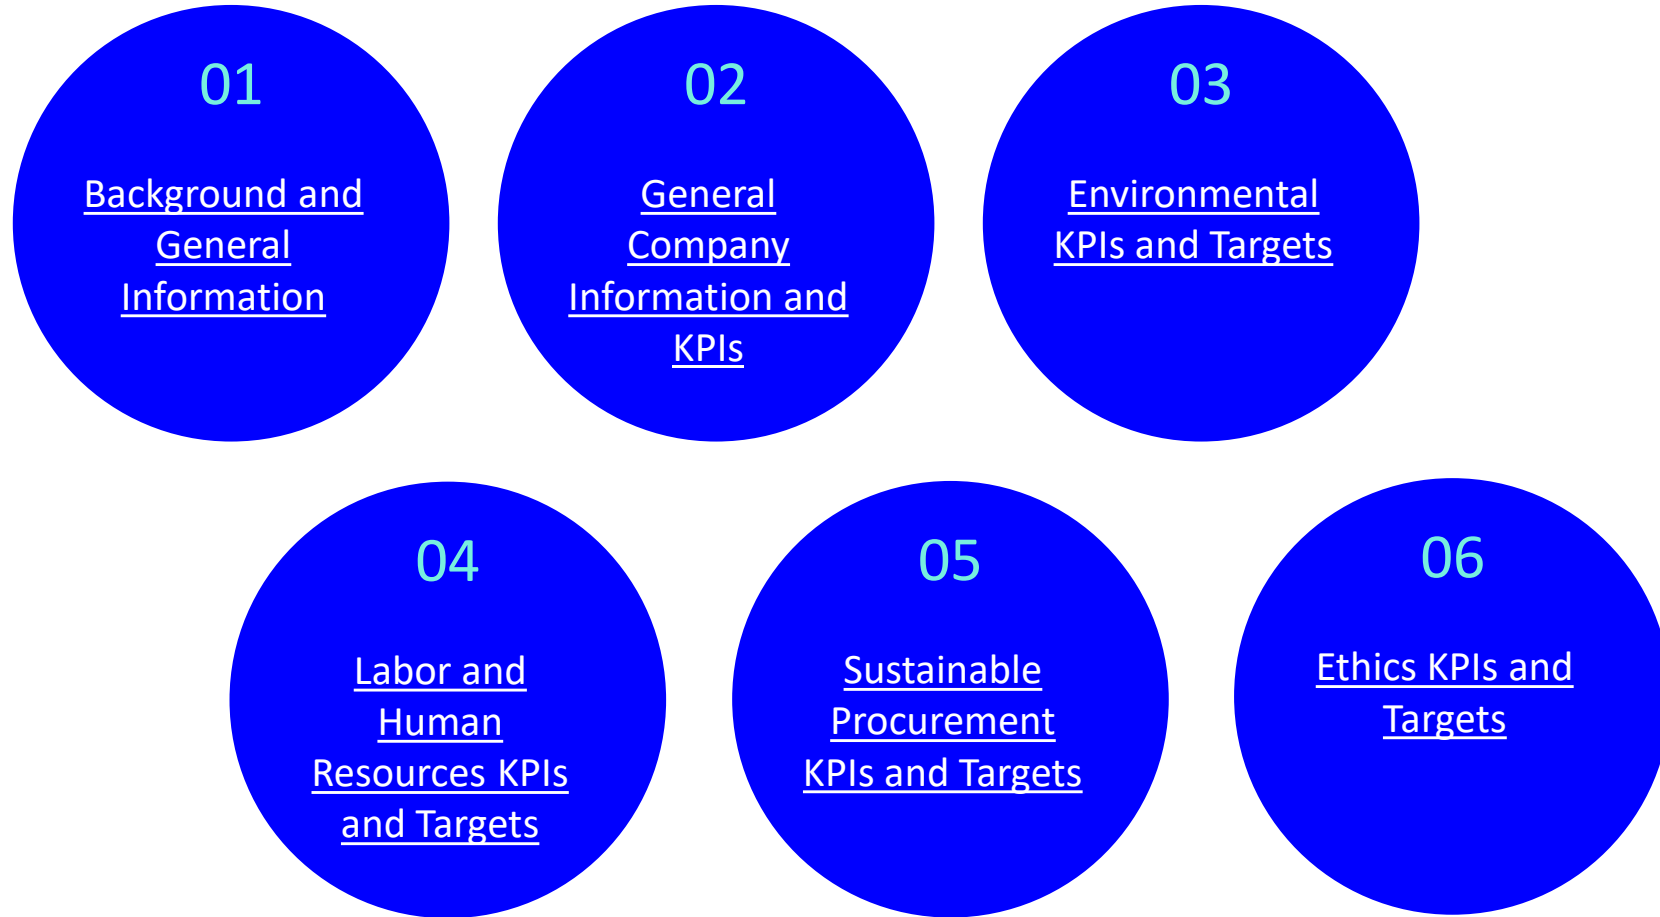 01
Background and
General
Information
02
General
Company
Information and
KPIs
03
Environmental
KPIs and Targets
04
Labor and
Human
Resources KPIs
and Targets
05
Sustainable
Procurement
KPIs and Targets
06
Ethics KPIs and
Targets